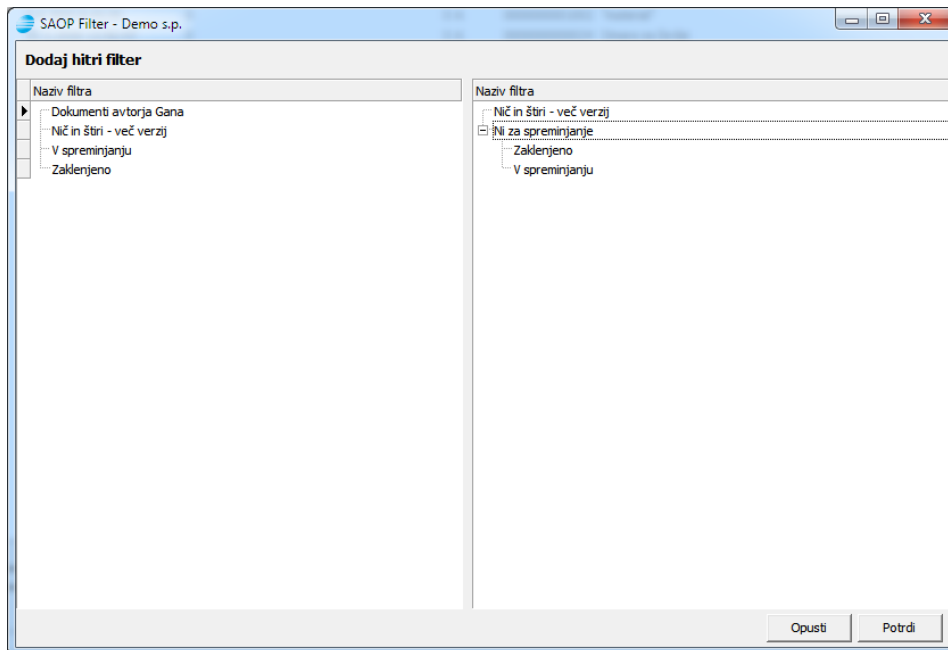 SAOP Filter - Demo s.p.
Dodaj hitri filter
Naziv filtra
Dokumenti avtorja Gana
Nič in štiri - več verzij
V spreminjanju
Zaklenjeno
Naziv filtra
Nič in štiri - več verzij
Ni za spreminjanje
Zaklenjeno
V spreminjanju
Opusti
Potrdi